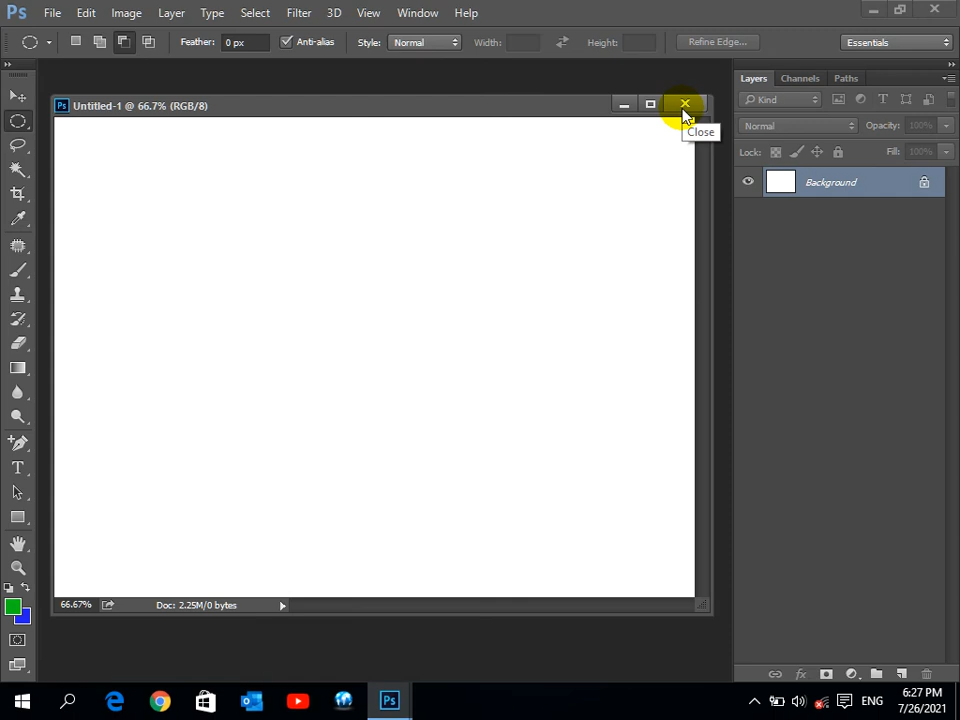 Ps File Edit Image Layer Type Select Filter 3D View Window Help
Feather: 0 px Anti-alias Style: Normal Width: Height: Refine Edge... Essentials
Ps Untitled-1 @ 66.7% (RGB/8)
Close
Layers Channels Paths
Kind
Normal Opacity: 100%
Lock: Fill: 100%
Background
66.67% Doc: 2.25M/0 bytes
Ps ENG 6:27 PM
7/26/2021